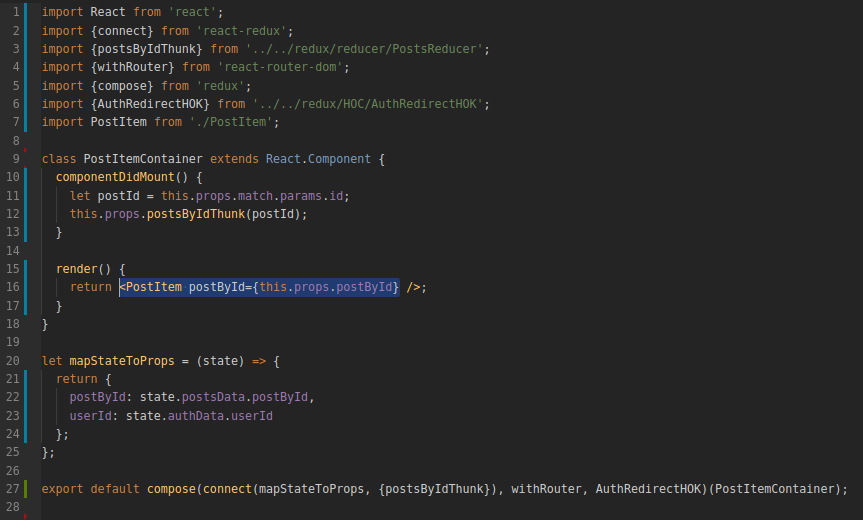 1 import React from 'react';
2 import {connect} from 'react-redux';
3 import {postsByIdThunk} from '../../redux/reducer/PostsReducer';
4 import {withRouter} from 'react-router-dom';
5 import {compose} from 'redux';
6 import {AuthRedirectHOK} from '../../redux/HOC/AuthRedirectHOK';
7 import PostItem from './PostItem';
8
9 class PostItemContainer extends React.Component {
10   componentDidMount() {
11     let postId = this.props.match.params.id;
12     this.props.postsByIdThunk(postId);
13   }
14
15   render() {
16     return <PostItem postById={this.props.postById} />;
17   }
18 }
19
20 let mapStateToProps = (state) => {
21   return {
22     postById: state.postsData.postById,
23     userId: state.authData.userId
24   };
25 };
26
27 export default compose(connect(mapStateToProps, {postsByIdThunk}), withRouter, AuthRedirectHOK)(PostItemContainer);
28